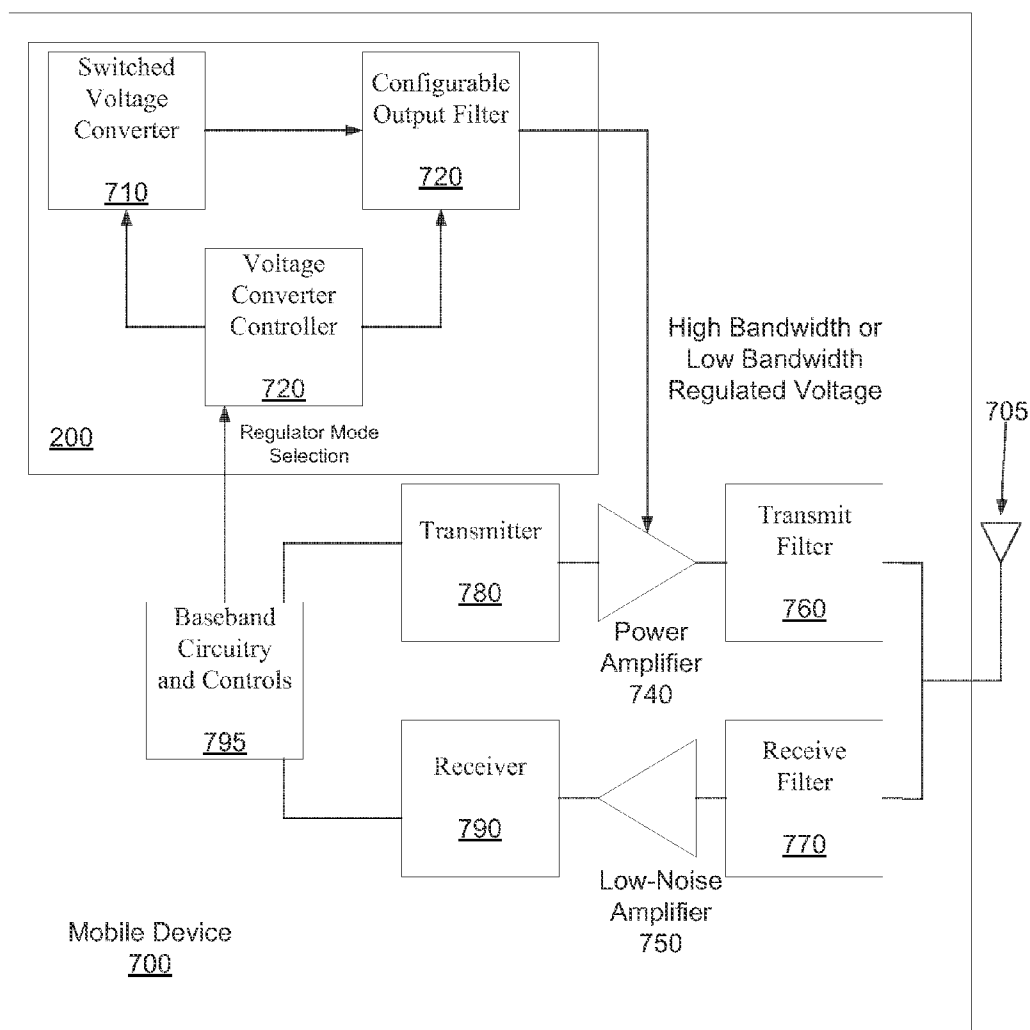 Switched
Voltage
Converter
710
Configurable
Output Filter
720
Voltage
Converter
Controller
720
200
Regulator Mode
Selection
High Bandwidth or
Low Bandwidth
Regulated Voltage
705
Transmitter
780
Power
Amplifier
740
Transmit
Filter
760
Baseband
Circuitry
and Controls
795
Receiver
790
Low-Noise
Amplifier
750
Receive
Filter
770
Mobile Device
700